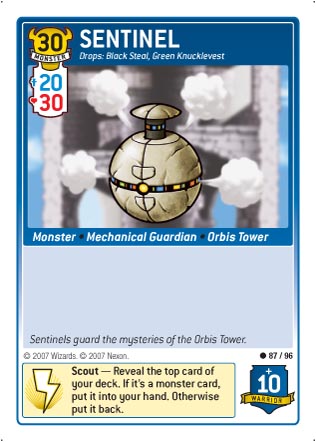 30
MONSTER
SENTINEL
Drops: Black Steal, Green Knucklevest
+20
30
Monster • Mechanical Guardian • Orbis Tower
Sentinels guard the mysteries of the Orbis Tower.
© 2007 Wizards. © 2007 Nexon.
● 87 / 96
Scout — Reveal the top card of
your deck. If it's a monster card,
put it into your hand. Otherwise
put it back.
+
10
WARRIOR